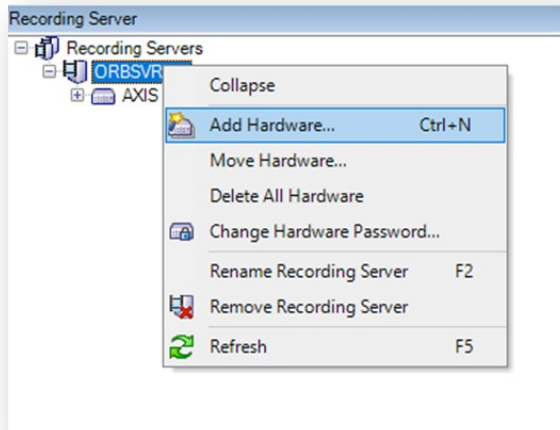 Recording Server
Recording Servers
ORBSVR
AXIS
Collapse
Add Hardware... Ctrl+N
Move Hardware...
Delete All Hardware
Change Hardware Password...
Rename Recording Server F2
Remove Recording Server
Refresh F5